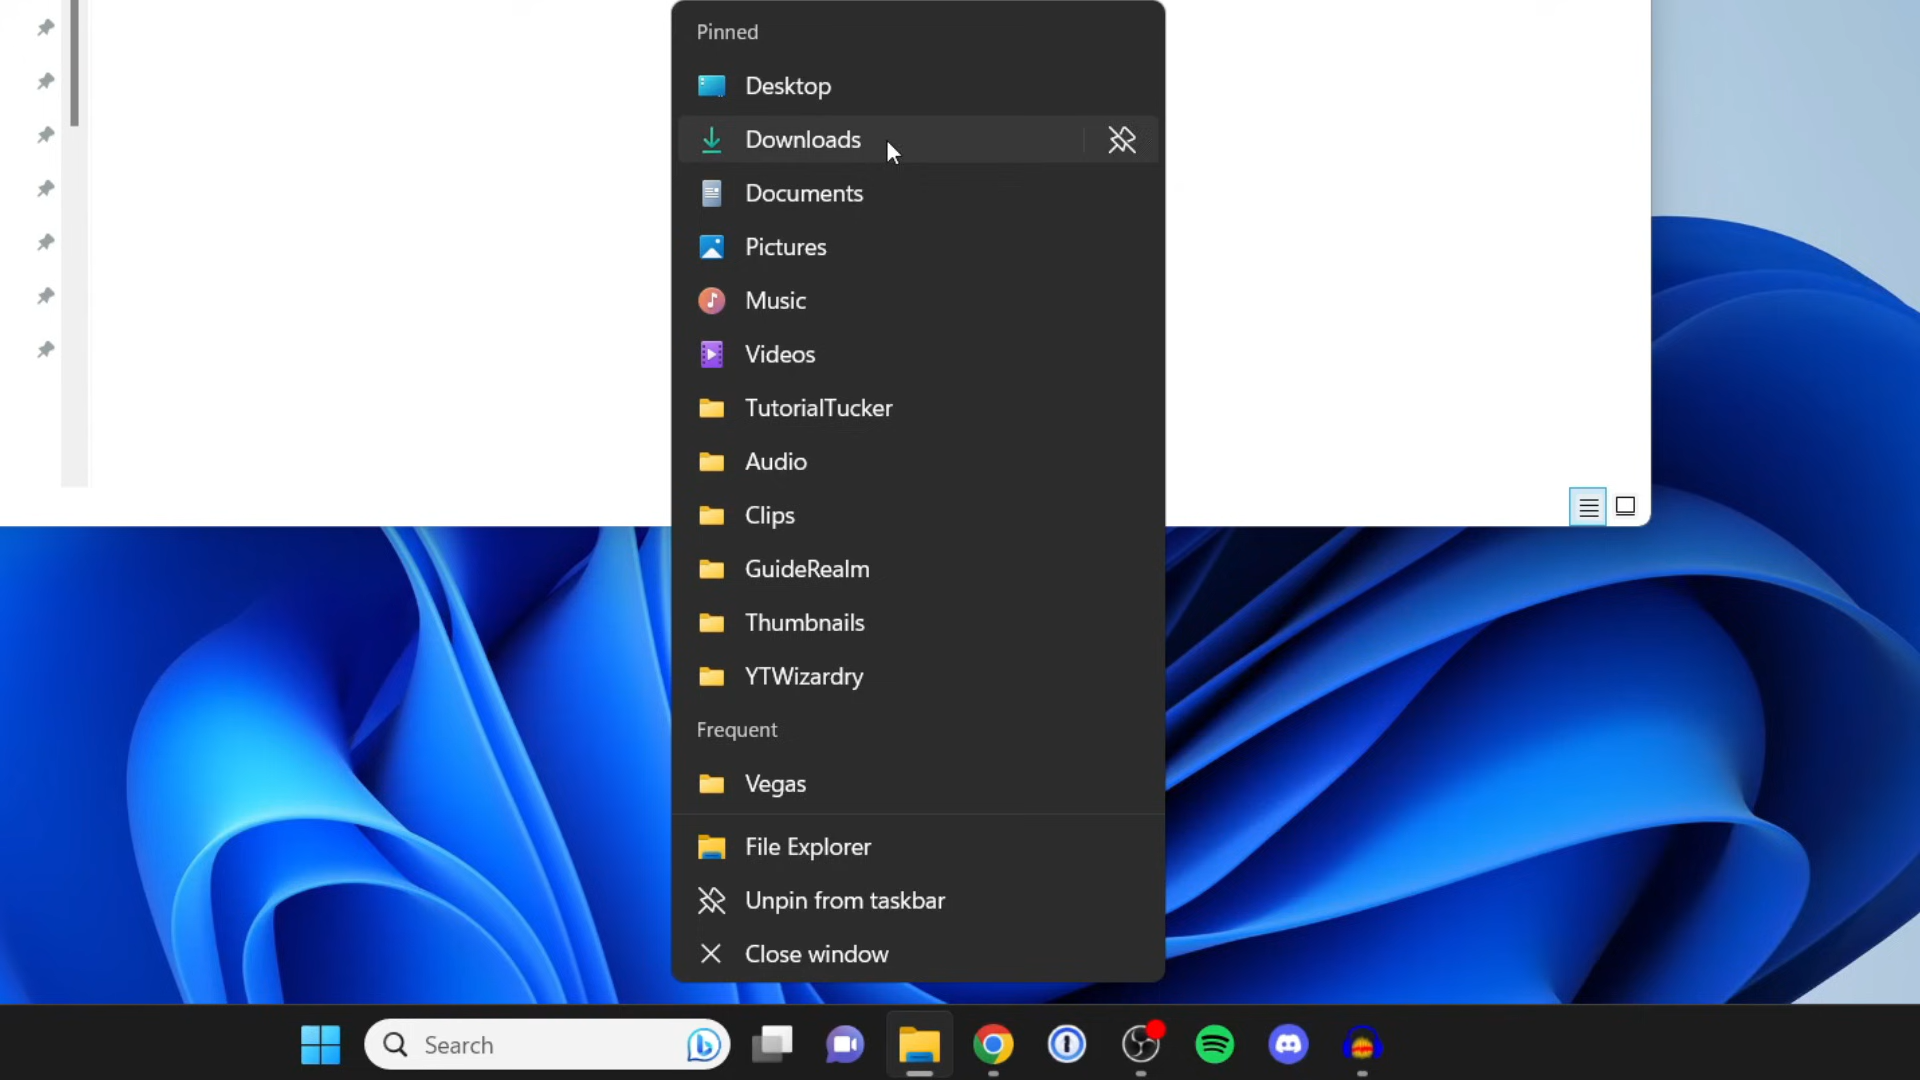 Pinned
Desktop
Downloads
Documents
Pictures
Music
Videos
TutorialTucker
Audio
Clips
GuideRealm
Thumbnails
YTWizardry
Frequent
Vegas
File Explorer
Unpin from taskbar
Close window
Search